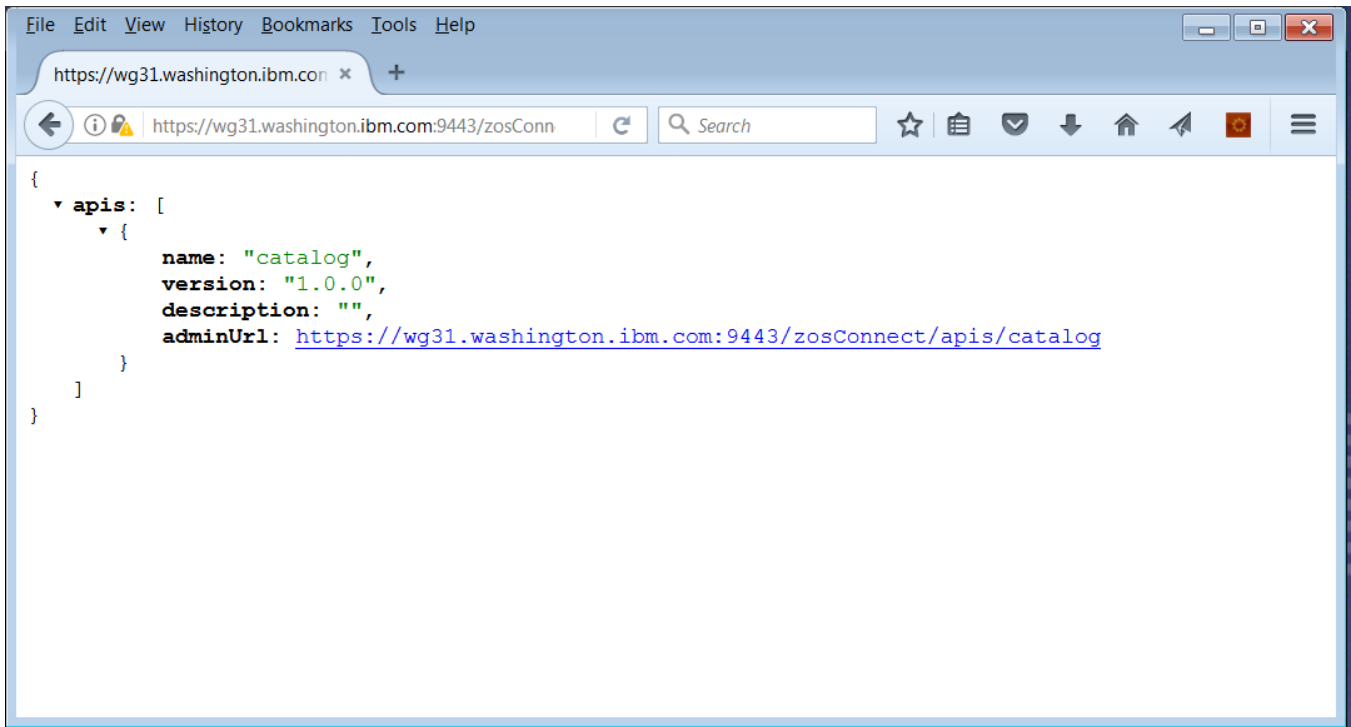 File Edit View History Bookmarks Tools Help
https://wg31.washington.ibm.con
https://wg31.washington.ibm.com:9443/zosConn
Search
{
apis: [
{
name: "catalog",
version: "1.0.0",
description: "",
adminUrl: https://wg31.washington.ibm.com:9443/zosConnect/apis/catalog
}
]
}